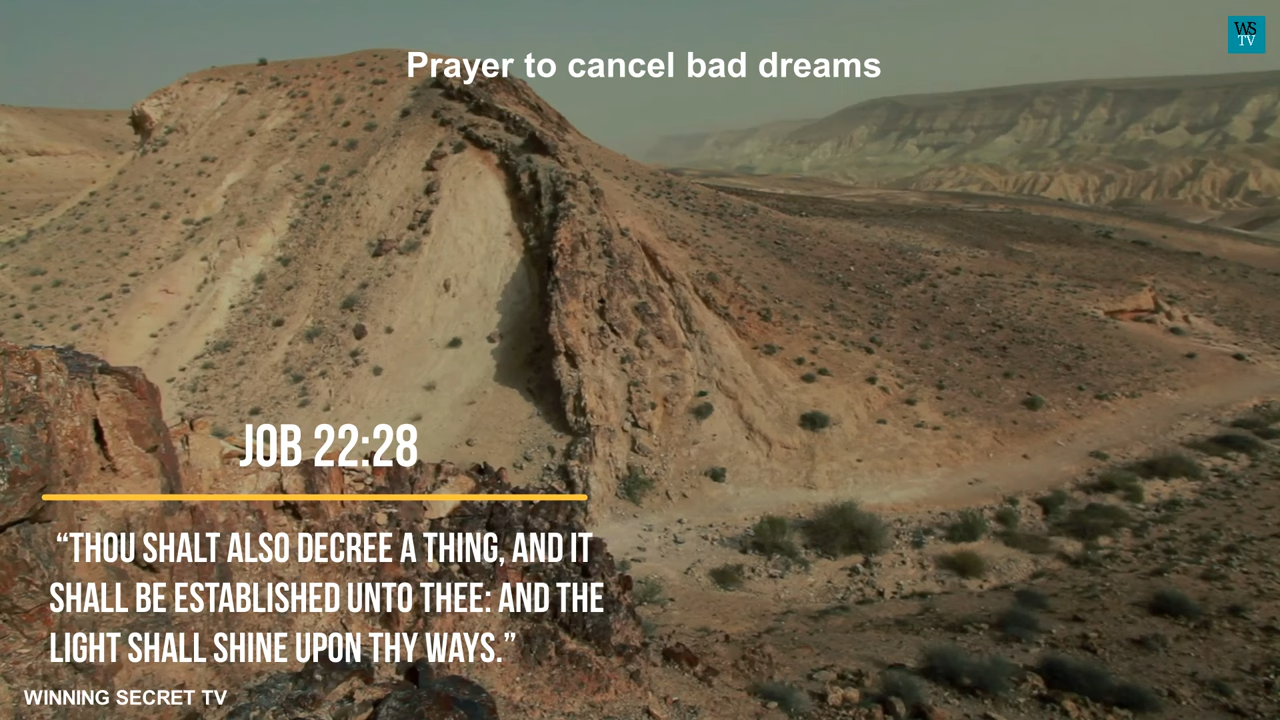 WS
TV
Prayer to cancel bad dreams
JOB 22:28
“THOU SHALT ALSO DECREE A THING, AND IT
SHALL BE ESTABLISHED UNTO THEE: AND THE
LIGHT SHALL SHINE UPON THY WAYS.”
WINNING SECRET TV